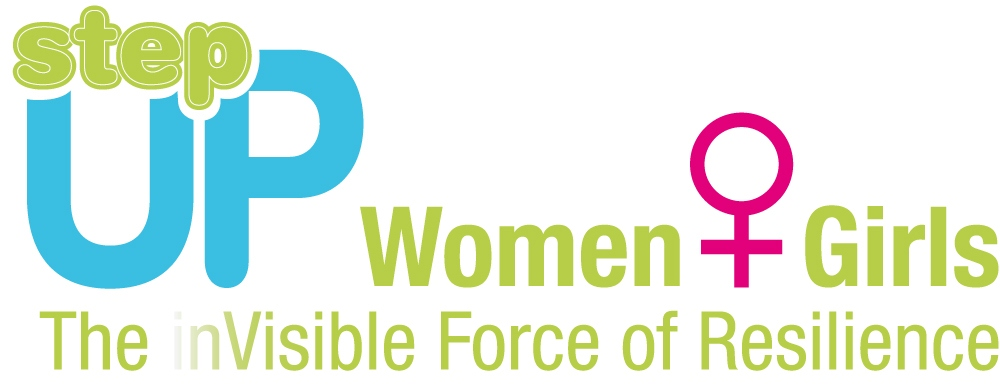 step
UP Women Girls
The inVisible Force of Resilience